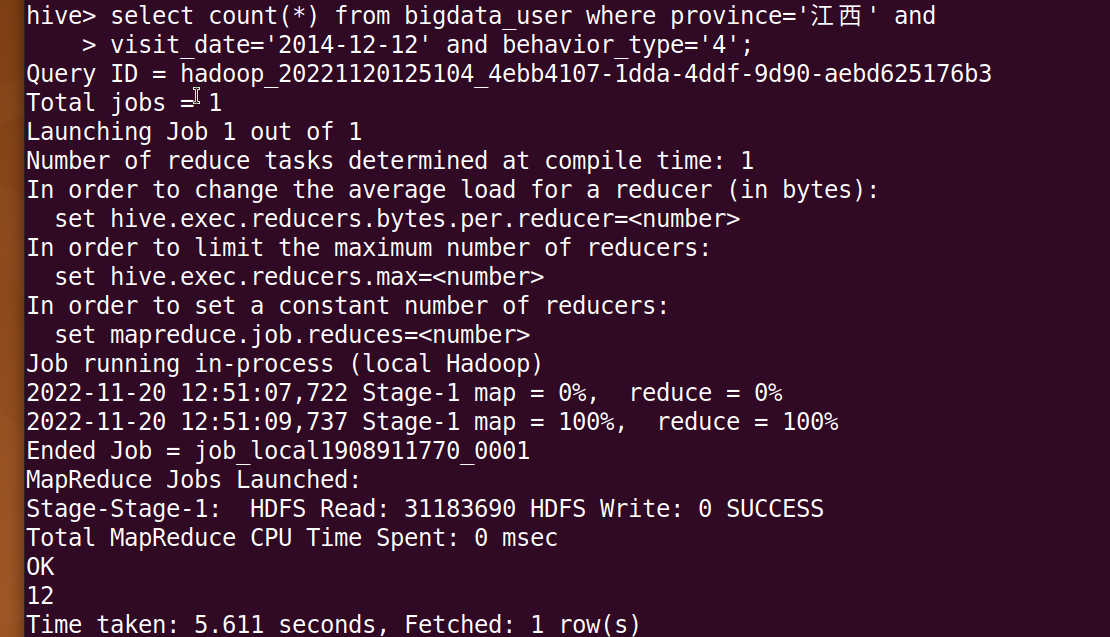 hive> select count(*) from bigdata_user where province='江西' and
    > visit_date='2014-12-12' and behavior_type='4';
Query ID = hadoop_20221120125104_4ebb4107-1dda-4ddf-9d90-aebd625176b3
Total jobs = 1
Launching Job 1 out of 1
Number of reduce tasks determined at compile time: 1
In order to change the average load for a reducer (in bytes):
  set hive.exec.reducers.bytes.per.reducer=<number>
In order to limit the maximum number of reducers:
  set hive.exec.reducers.max=<number>
In order to set a constant number of reducers:
  set mapreduce.job.reduces=<number>
Job running in-process (local Hadoop)
2022-11-20 12:51:07,722 Stage-1 map = 0%,  reduce = 0%
2022-11-20 12:51:09,737 Stage-1 map = 100%,  reduce = 100%
Ended Job = job_local1908911770_0001
MapReduce Jobs Launched:
Stage-Stage-1:  HDFS Read: 31183690 HDFS Write: 0 SUCCESS
Total MapReduce CPU Time Spent: 0 msec
OK
12
Time taken: 5.611 seconds, Fetched: 1 row(s)